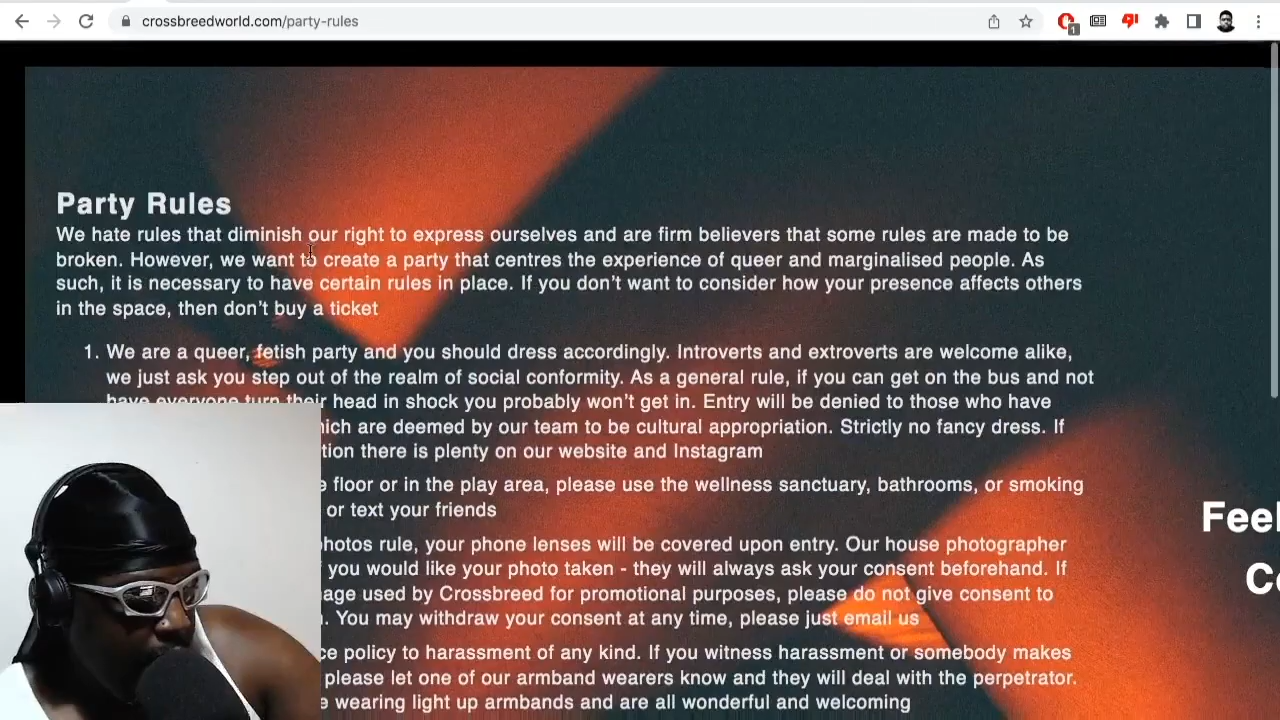 crossbreedworld.com/party-rules
1
Party Rules
We hate rules that diminish our right to express ourselves and are firm believers that some rules are made to be
broken. However, we want to create a party that centres the experience of queer and marginalised people. As
such, it is necessary to have certain rules in place. If you don’t want to consider how your presence affects others
in the space, then don’t buy a ticket
1. We are a queer, fetish party and you should dress accordingly. Introverts and extroverts are welcome alike,
we just ask you step out of the realm of social conformity. As a general rule, if you can get on the bus and not
have everyone turn their head in shock you probably won’t get in. Entry will be denied to those who have
which are deemed by our team to be cultural appropriation. Strictly no fancy dress. If
there is plenty on our website and Instagram
floor or in the play area, please use the wellness sanctuary, bathrooms, or smoking
or text your friends
photos rule, your phone lenses will be covered upon entry. Our house photographer
you would like your photo taken - they will always ask your consent beforehand. If
used by Crossbreed for promotional purposes, please do not give consent to
You may withdraw your consent at any time, please just email us
policy to harassment of any kind. If you witness harassment or somebody makes
please let one of our armband wearers know and they will deal with the perpetrator.
wearing light up armbands and are all wonderful and welcoming
Feel